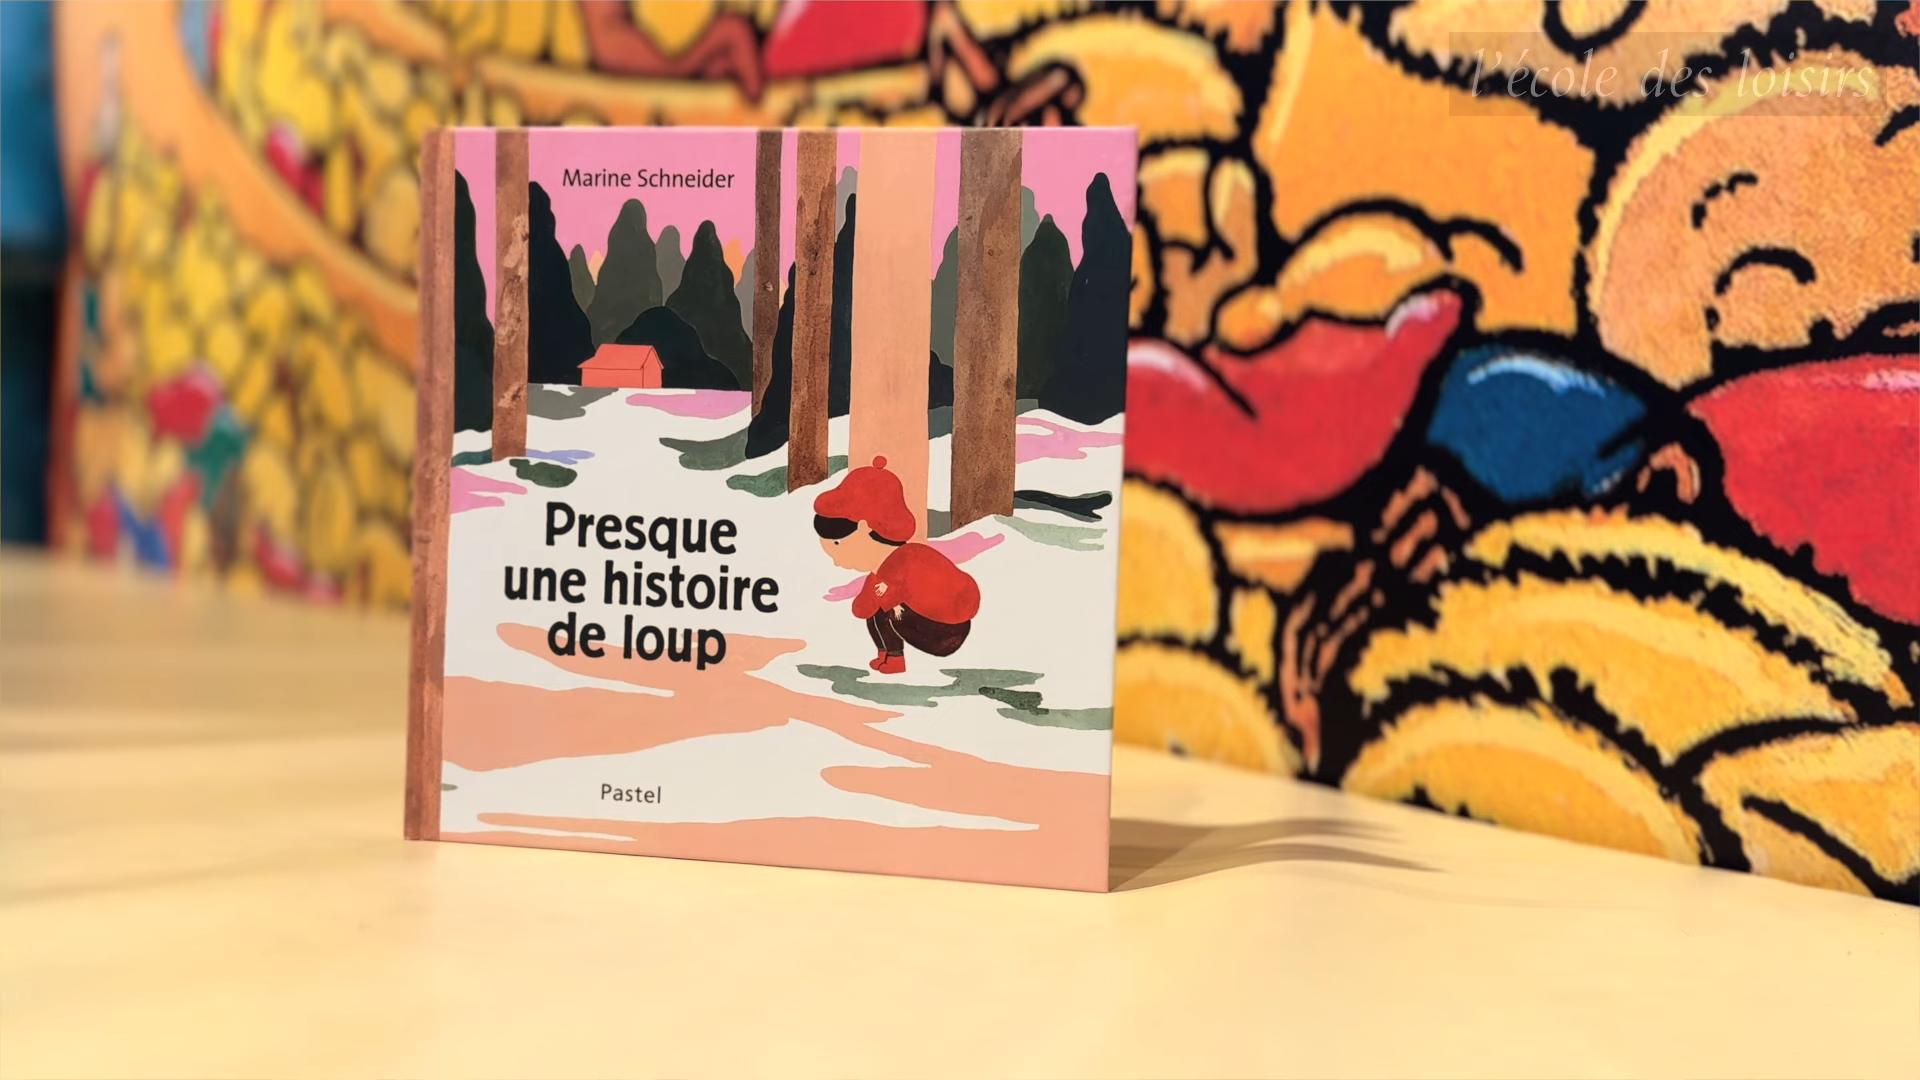 l'école des loisirs
Marine Schneider
Presque
une histoire
de loup
Pastel